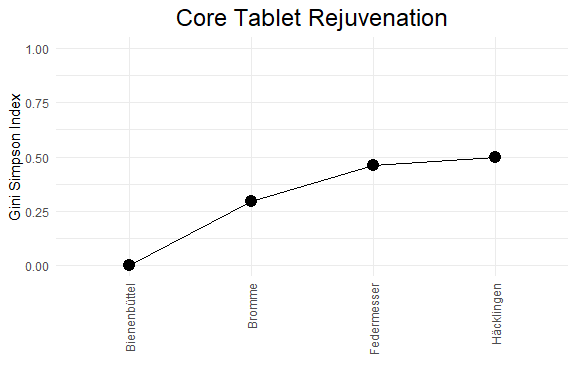 Core Tablet Rejuvenation
Gini Simpson Index
1.00
0.75
0.50
0.25
0.00
Bienenbüttel
Bromme
Federmesser
Häcklingen